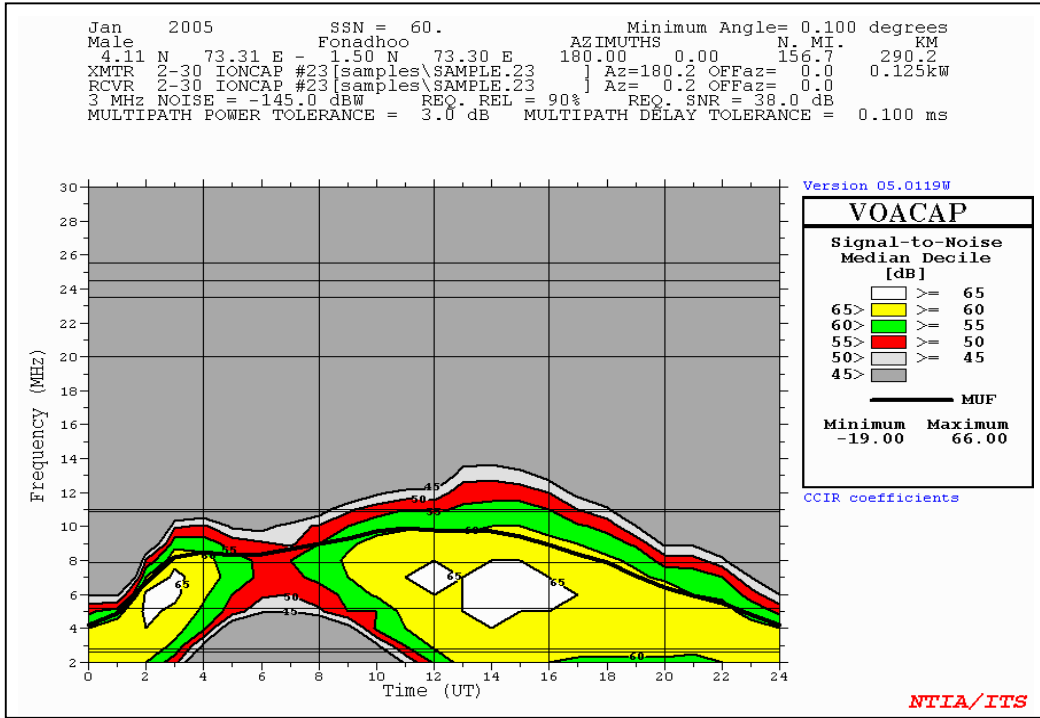 Jan 2005 SSN = 60. Minimum Angle= 0.100 degrees
Male Fonadhoo AZIMUTHS N. MI. KM
4.11 N 73.31 E - 1.50 N 73.30 E 180.00 0.00 156.7 290.2
XMTR 2-30 IONCAP #23[samples\SAMPLE.23 ] Az=180.2 OFFaz= 0.0 0.125kW
RCVR 2-30 IONCAP #23[samples\SAMPLE.23 ] Az= 0.2 OFFaz= 0.0
3 MHz NOISE = -145.0 dBW REQ. REL = 90% REQ. SNR = 38.0 dB
MULTIPATH POWER TOLERANCE = 3.0 dB MULTIPATH DELAY TOLERANCE = 0.100 ms
Frequency (MHz)
30
28
26
24
22
20
18
16
14
12
10
8
6
4
2
45
50
55
60
55
60
65
65
65
50
45
60
0 2 4 6 8 10 12 14 16 18 20 22 24
Time (UT)
Version 05.0119W
VOACAP
Signal-to-Noise
Median Decile
[dB]
>= 65
65> >= 60
60> >= 55
55> >= 50
50> >= 45
45>
MUF
Minimum Maximum
-19.00 66.00
CCIR coefficients
NTIA/ITS